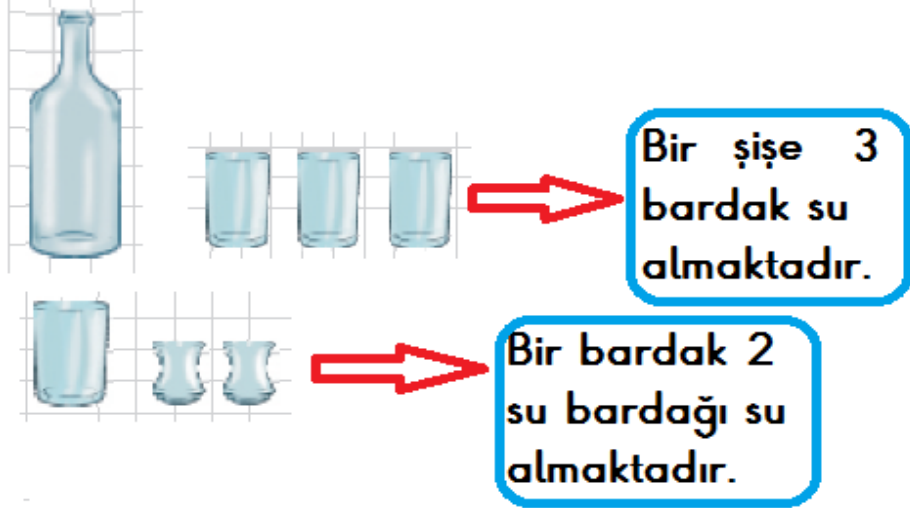 Bir şişe 3
bardak su
almaktadır.
Bir bardak 2
su bardağı su
almaktadır.